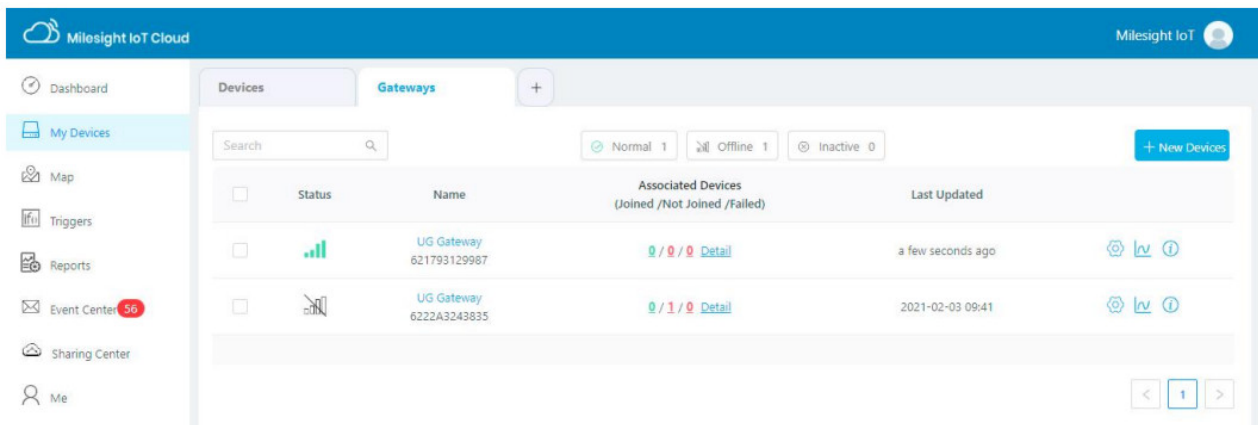 Milesight IoT Cloud
Milesight IoT
Dashboard
My Devices
Map
Triggers
Reports
Event Center 56
Sharing Center
Me
Devices
Gateways
+
Search
Normal 1
Offline 1
Inactive 0
+ New Devices
Status
Name
Associated Devices
(Joined /Not Joined /Failed)
Last Updated
UG Gateway
621793129987
0 / 0 / 0 Detail
a few seconds ago
UG Gateway
6222A3243835
0 / 1 / 0 Detail
2021-02-03 09:41
< 1 >